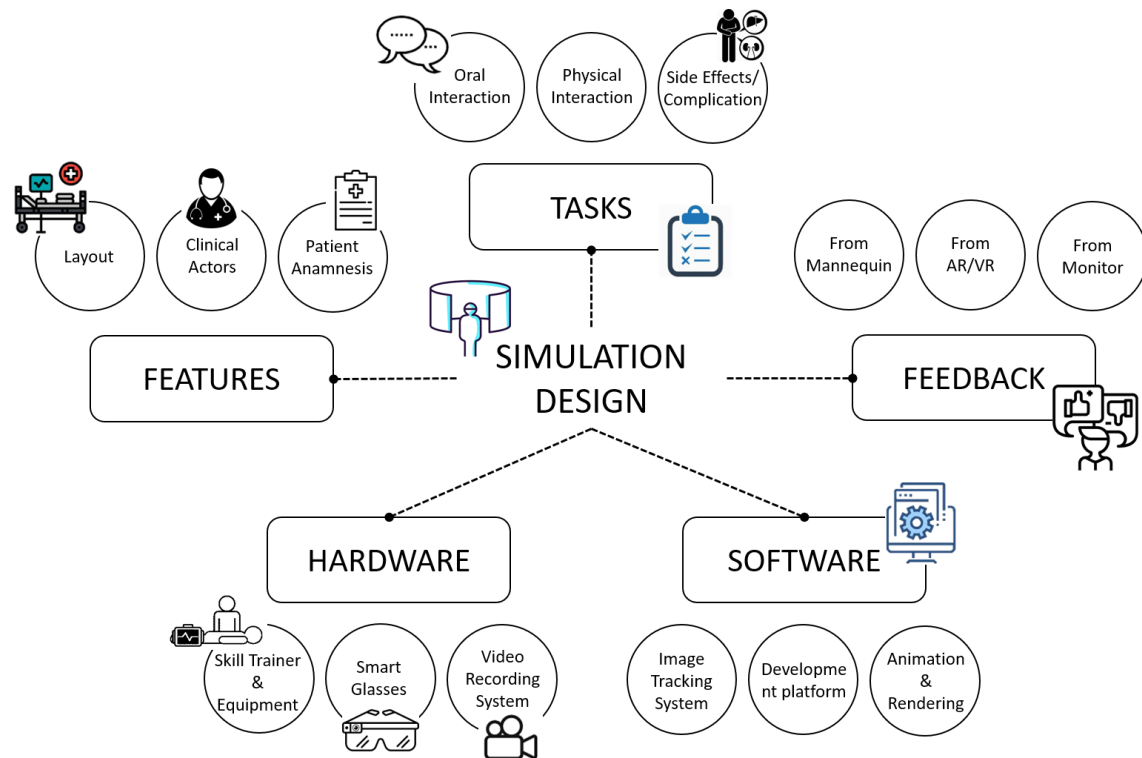 Oral
Interaction
Physical
Interaction
Side Effects/
Complication
TASKS
Layout
Clinical
Actors
Patient
Anamnesis
FEATURES
From
Mannequin
From
AR/VR
From
Monitor
FEEDBACK
SIMULATION
DESIGN
HARDWARE
Skill Trainer
&
Equipment
Smart
Glasses
Video
Recording
System
SOFTWARE
Image
Tracking
System
Developme
nt platform
Animation
&
Rendering